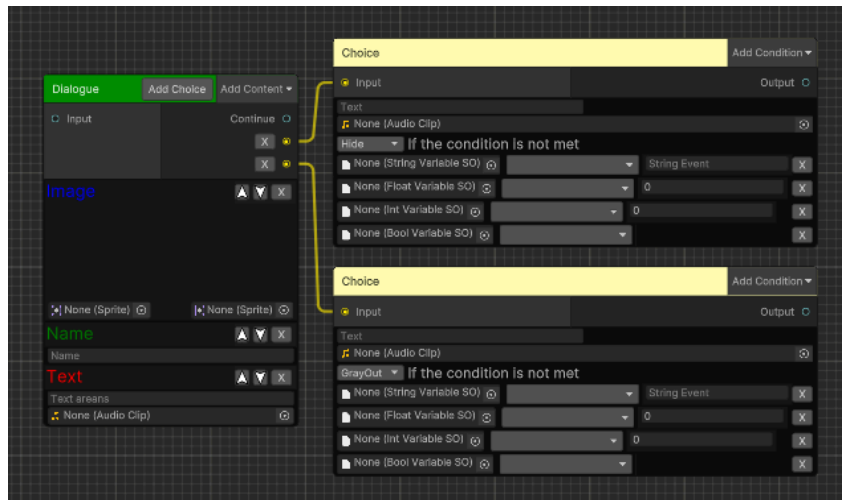 Dialogue Add Choice Add Content
Input Continue
X
X
Image X
None (Sprite) None (Sprite)
Name X
Name
Text X
Text areans
None (Audio Clip)
Choice Add Condition
Input Output
Text
None (Audio Clip)
Hide If the condition is not met
None (String Variable SO) String Event X
None (Float Variable SO) 0 X
None (Int Variable SO) 0 X
None (Bool Variable SO) X
Choice Add Condition
Input Output
Text
None (Audio Clip)
GrayOut If the condition is not met
None (String Variable SO) String Event X
None (Float Variable SO) 0 X
None (Int Variable SO) 0 X
None (Bool Variable SO) X